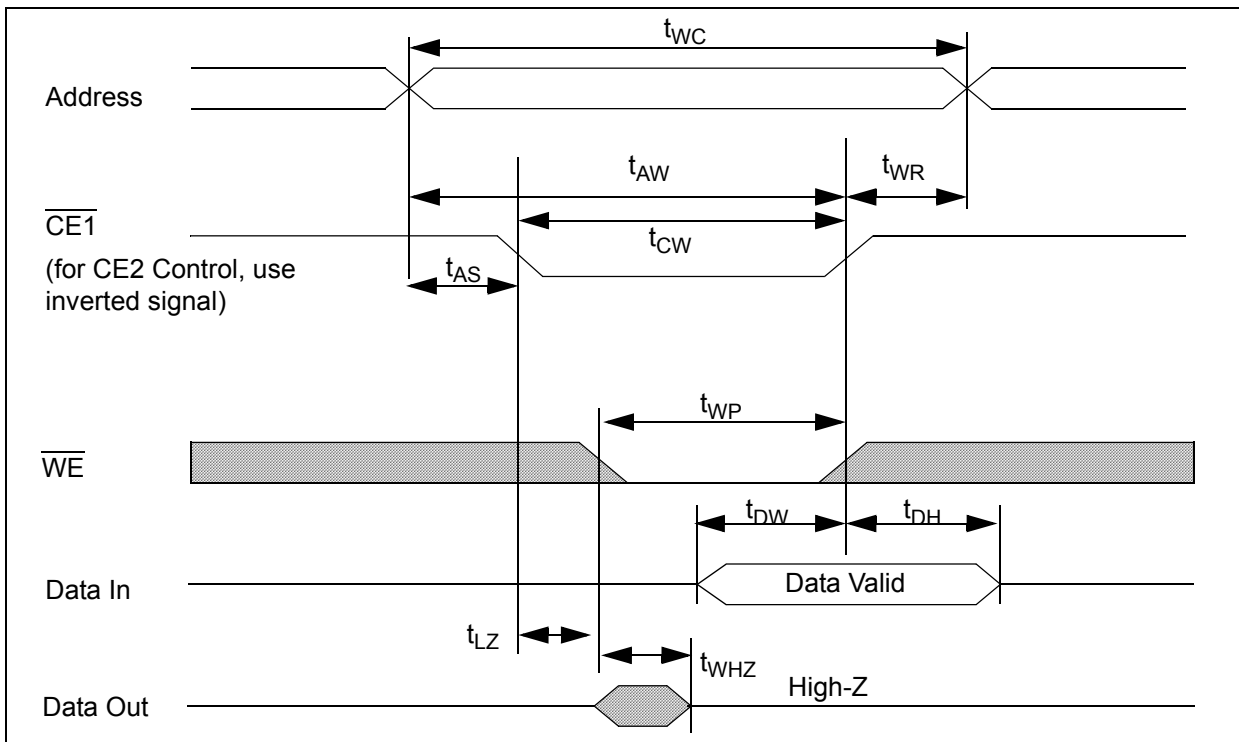 tWC
Address
tAW
tWR
CE1
tCW
(for CE2 Control, use
inverted signal)
tAS
tWP
WE
tDW
tDH
Data In
Data Valid
tLZ
tWHZ
High-Z
Data Out